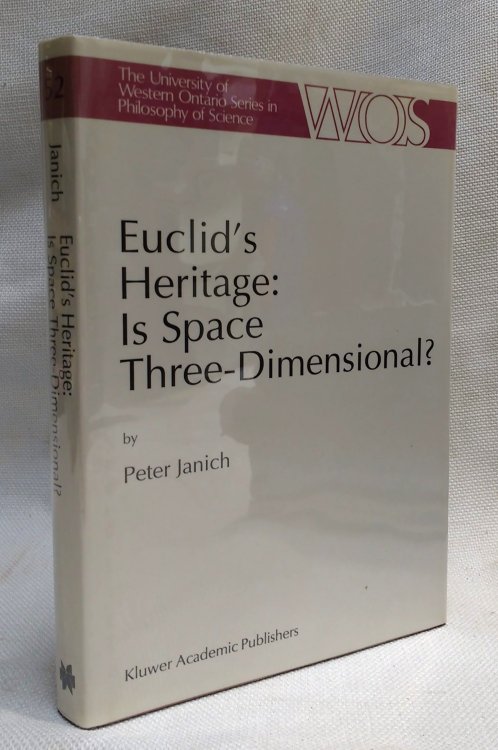 The University of
Western Ontario Series in
Philosophy of Science
WOS
Euclid's
Heritage:
Is Space
Three-Dimensional?
by
Peter Janich
Kluwer Academic Publishers
52
Janich
Euclid's Heritage:
Is Space Three-Dimensional?